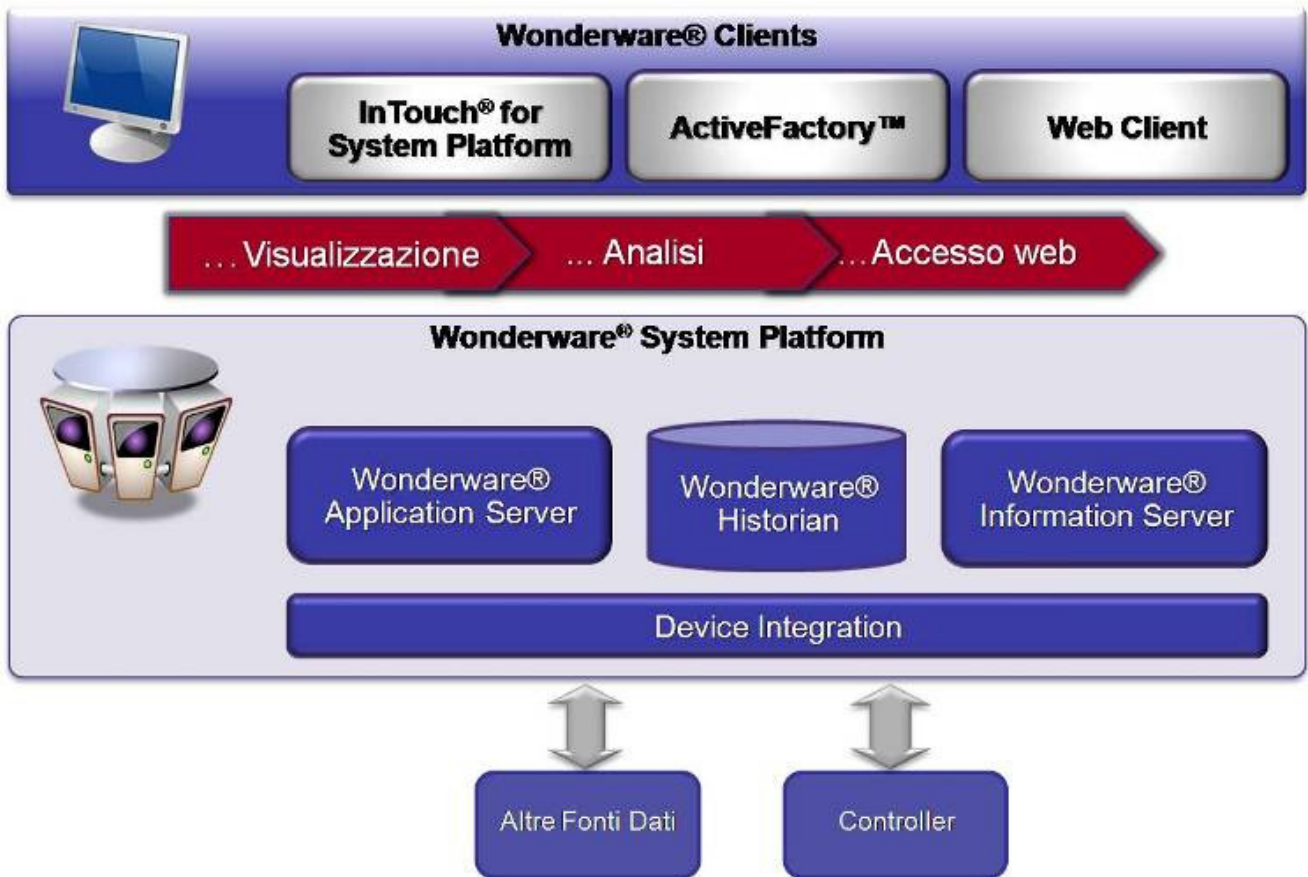 Wonderware® Clients
InTouch® for
System Platform
ActiveFactory™
Web Client
... Visualizzazione
... Analisi
... Accesso web
Wonderware® System Platform
Wonderware®
Application Server
Wonderware®
Historian
Wonderware®
Information Server
Device Integration
Altre Fonti Dati
Controller